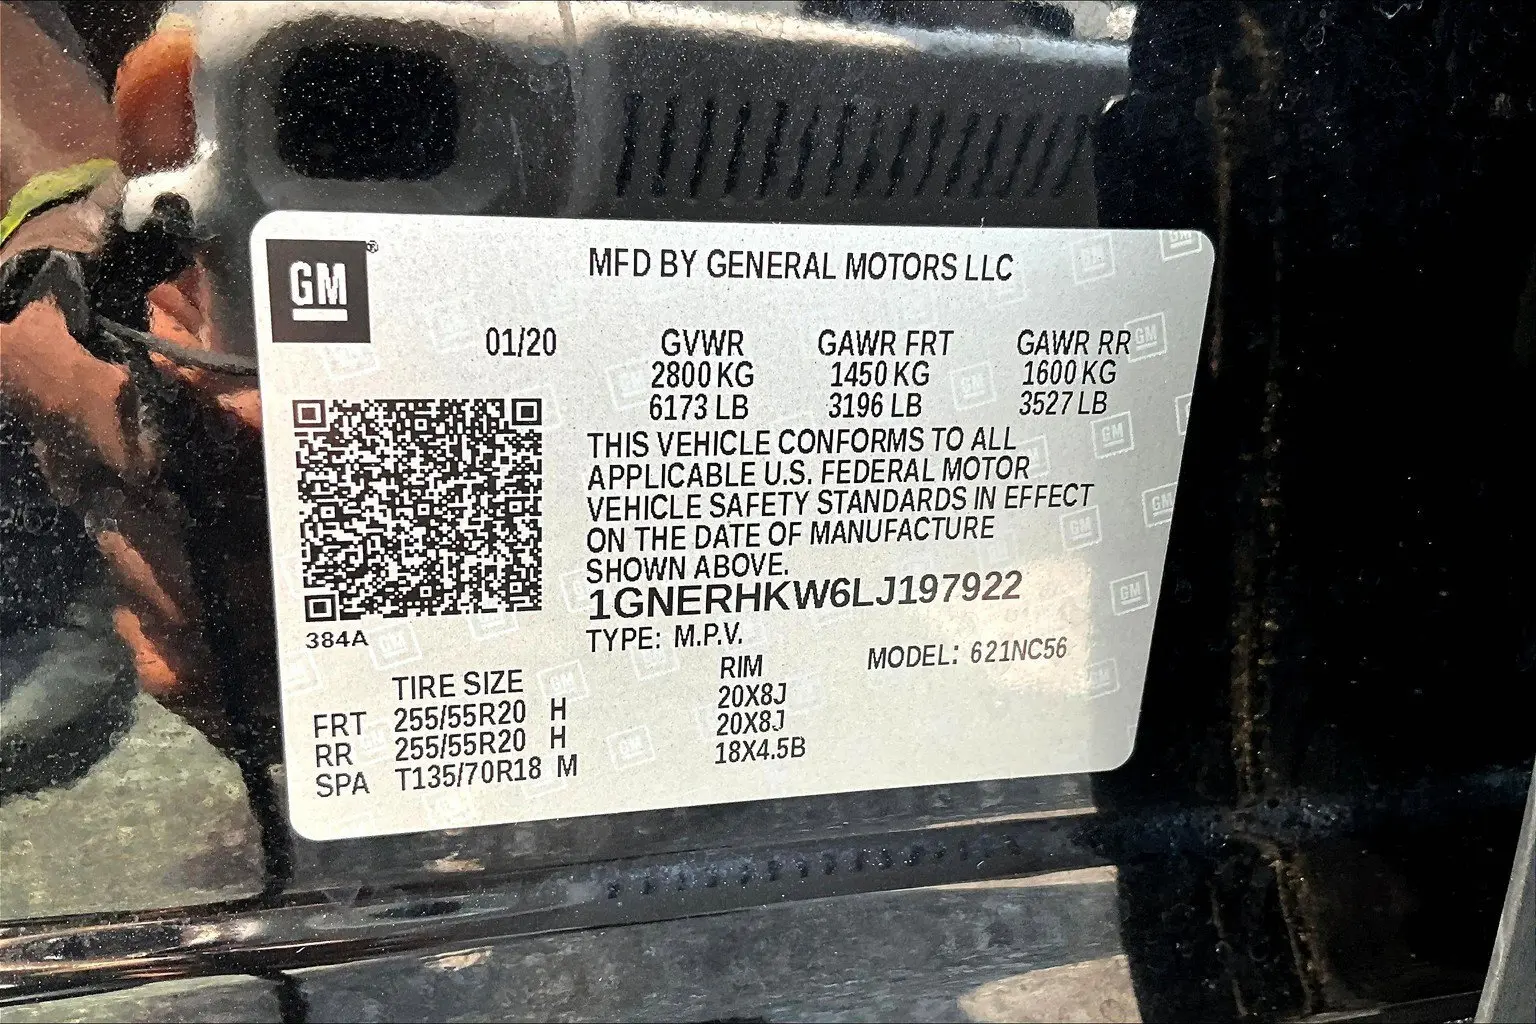 GM®
MFD BY GENERAL MOTORS LLC
01/20 GVWR GAWR FRT GAWR RR
2800 KG 1450 KG 1600 KG
6173 LB 3196 LB 3527 LB
THIS VEHICLE CONFORMS TO ALL
APPLICABLE U.S. FEDERAL MOTOR
VEHICLE SAFETY STANDARDS IN EFFECT
ON THE DATE OF MANUFACTURE
SHOWN ABOVE.
1GNERHKW6LJ197922
384A
TYPE: M.P.V.
MODEL: 621NC56
TIRE SIZE RIM
FRT 255/55R20 H 20X8J
RR 255/55R20 H 20X8J
SPA T135/70R18 M 18X4.5B